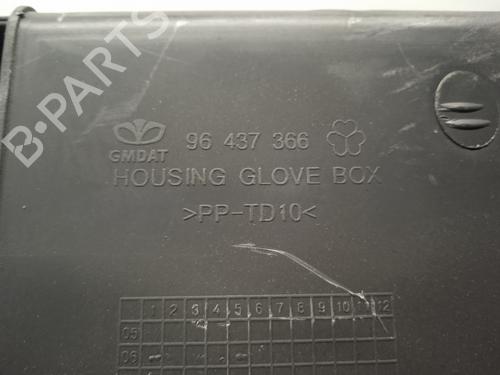 B-PARTS
GMDAT 96 437 366
HOUSING GLOVE BOX
>PP-TD10<
1 2 3 4 5 6 7 8 9 10 11 12
05
06